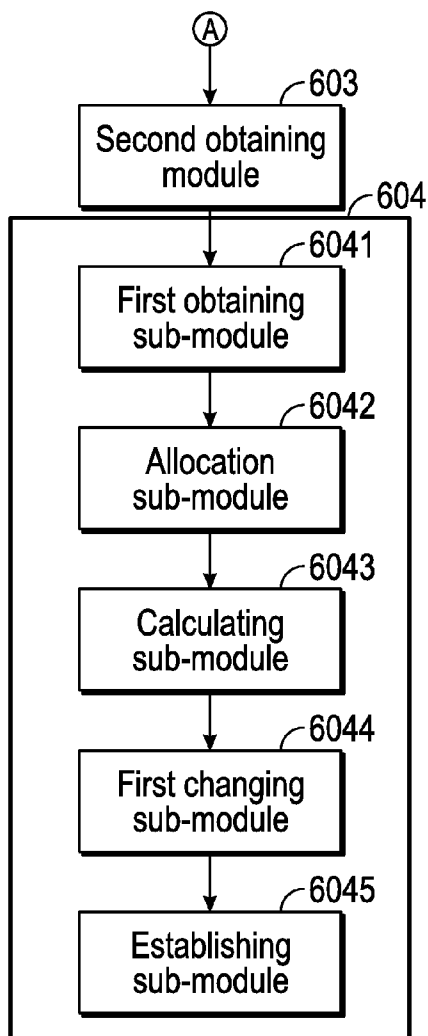 A
603
Second obtaining
module
604
6041
First obtaining
sub-module
6042
Allocation
sub-module
6043
Calculating
sub-module
6044
First changing
sub-module
6045
Establishing
sub-module